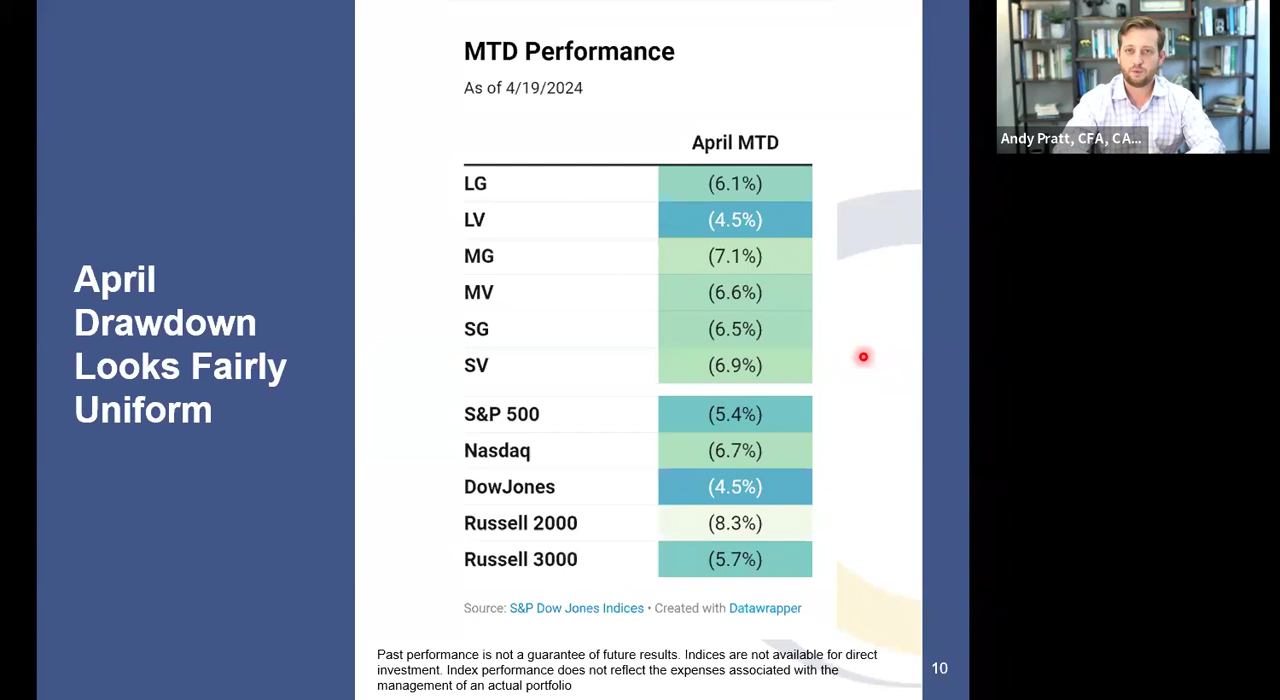 April
Drawdown
Looks Fairly
Uniform
MTD Performance
As of 4/19/2024
April MTD
LG (6.1%)
LV (4.5%)
MG (7.1%)
MV (6.6%)
SG (6.5%)
SV (6.9%)
S&P 500 (5.4%)
Nasdaq (6.7%)
DowJones (4.5%)
Russell 2000 (8.3%)
Russell 3000 (5.7%)
Source: S&P Dow Jones Indices • Created with Datawrapper
Past performance is not a guarantee of future results. Indices are not available for direct
investment. Index performance does not reflect the expenses associated with the
management of an actual portfolio
10
Andy Pratt, CFA, CA...